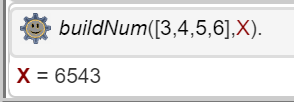 buildNum([3,4,5,6],X).
X = 6543